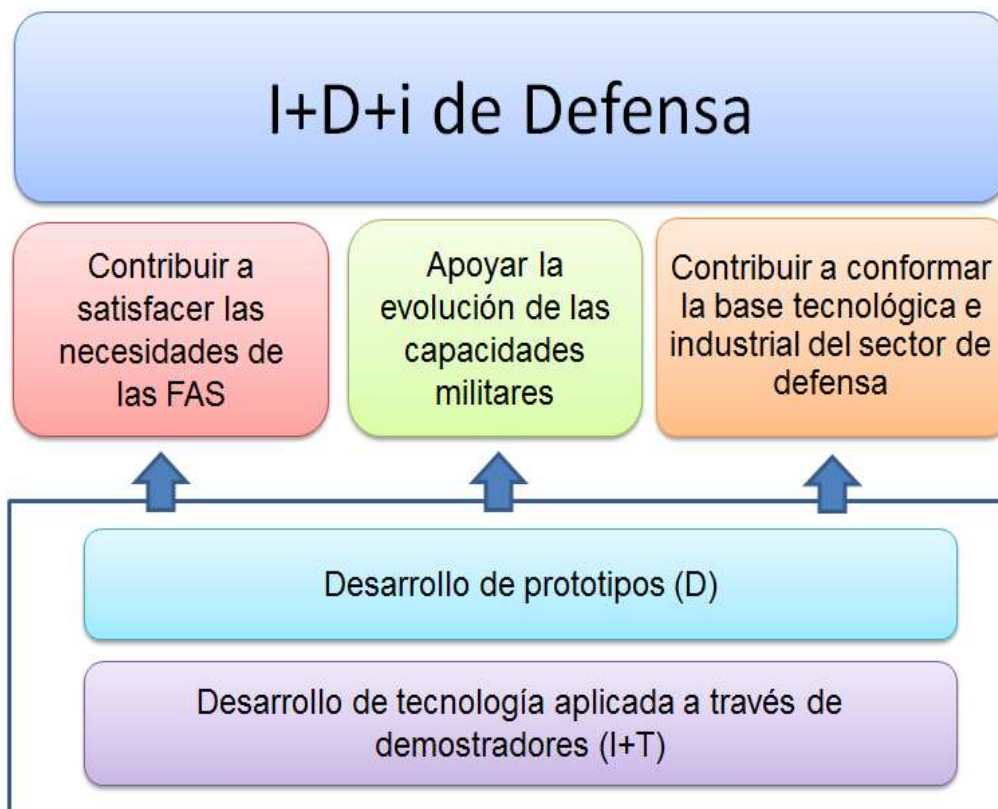 I+D+i de Defensa
Contribuir a
satisfacer las
necesidades de
las FAS
Apoyar la
evolución de las
capacidades
militares
Contribuir a conformar
la base tecnológica e
industrial del sector de
defensa
Desarrollo de prototipos (D)
Desarrollo de tecnología aplicada a través de
demostradores (I+T)